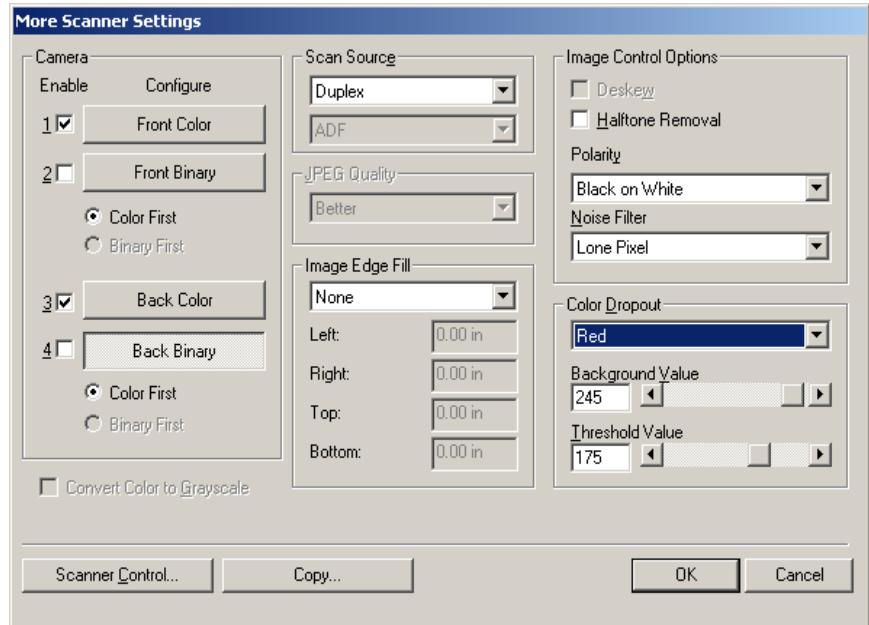 More Scanner Settings
Camera
Enable Configure
1 Front Color
2 Front Binary
Color First
Binary First
3 Back Color
4 Back Binary
Color First
Binary First
Convert Color to Grayscale
Scan Source
Duplex
ADF
JPEG Quality
Better
Image Edge Fill
None
Left: 0.00 in
Right: 0.00 in
Top: 0.00 in
Bottom: 0.00 in
Image Control Options
Deskew
Halftone Removal
Polarity
Black on White
Noise Filter
Lone Pixel
Color Dropout
Red
Background Value
245
Threshold Value
175
Scanner Control... Copy... OK Cancel